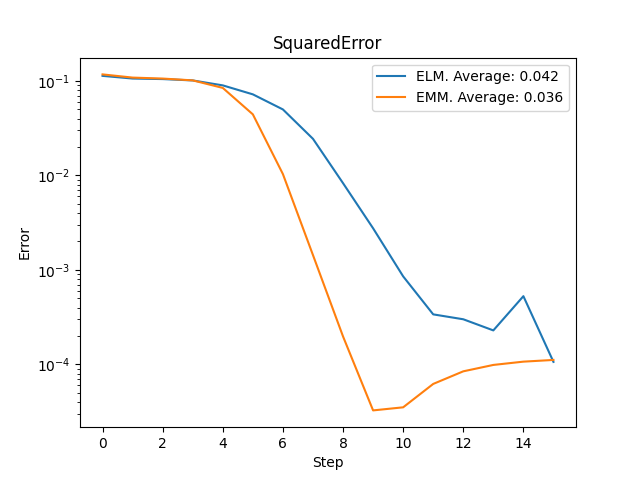 SquaredError
ELM. Average: 0.042
EMM. Average: 0.036
Error
10⁻¹
10⁻²
10⁻³
10⁻⁴
0 2 4 6 8 10 12 14
Step